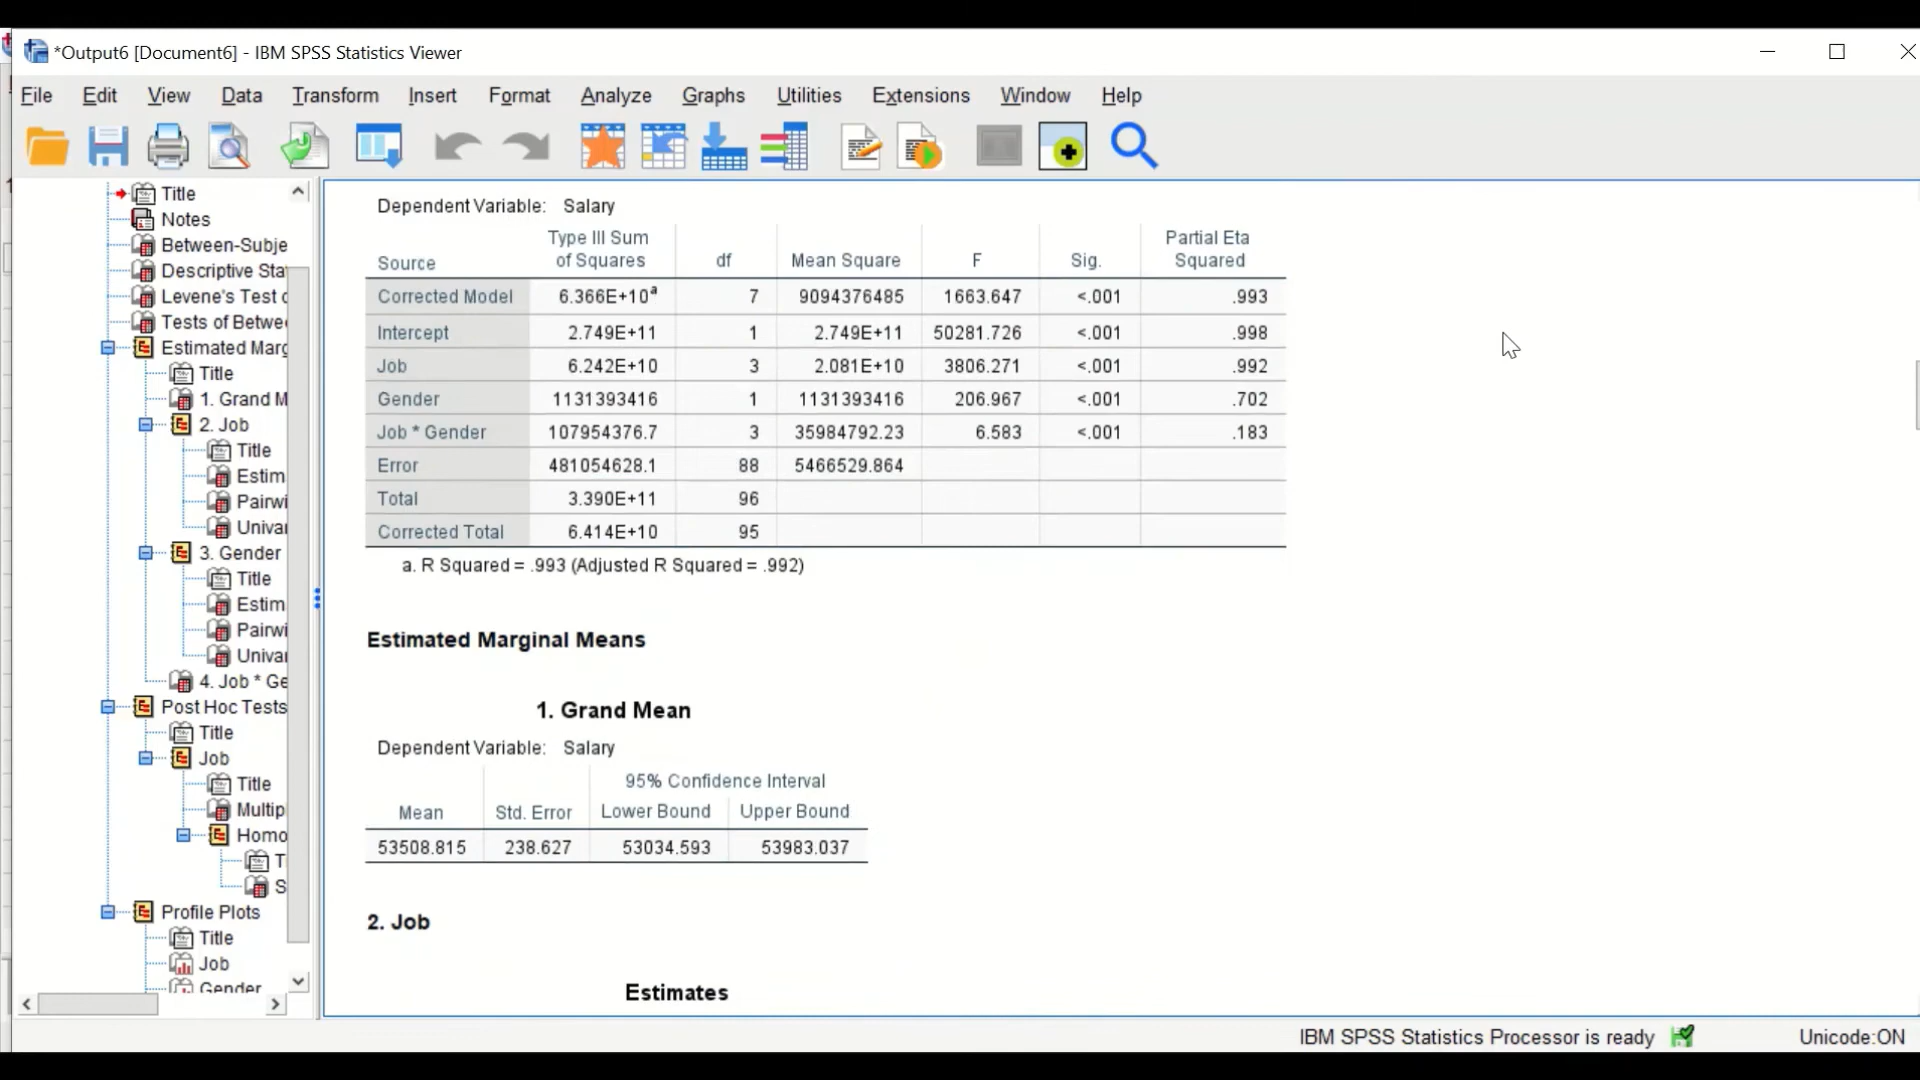 *Output6 [Document6] - IBM SPSS Statistics Viewer
File Edit View Data Transform Insert Format Analyze Graphs Utilities Extensions Window Help
Title
Notes
Between-Subje
Descriptive Sta
Levene's Test o
Tests of Betwee
Estimated Marg
Title
1. Grand M
2. Job
Title
Estim
Pairwi
Univar
3. Gender
Title
Estim
Pairwi
Univar
4. Job * Ge
Post Hoc Tests
Title
Job
Title
Multip
Homo
T
S
Profile Plots
Title
Job
Gender
Dependent Variable: Salary
Source Type III Sum of Squares df Mean Square F Sig. Partial Eta Squared
Corrected Model 6.366E+10a 7 9094376485 1663.647 <.001 .993
Intercept 2.749E+11 1 2.749E+11 50281.726 <.001 .998
Job 6.242E+10 3 2.081E+10 3806.271 <.001 .992
Gender 1131393416 1 1131393416 206.967 <.001 .702
Job * Gender 107954376.7 3 35984792.23 6.583 <.001 .183
Error 481054628.1 88 5466529.864
Total 3.390E+11 96
Corrected Total 6.414E+10 95
a. R Squared = .993 (Adjusted R Squared = .992)
Estimated Marginal Means
1. Grand Mean
Dependent Variable: Salary
95% Confidence Interval
Mean Std. Error Lower Bound Upper Bound
53508.815 238.627 53034.593 53983.037
2. Job
Estimates
IBM SPSS Statistics Processor is ready Unicode:ON